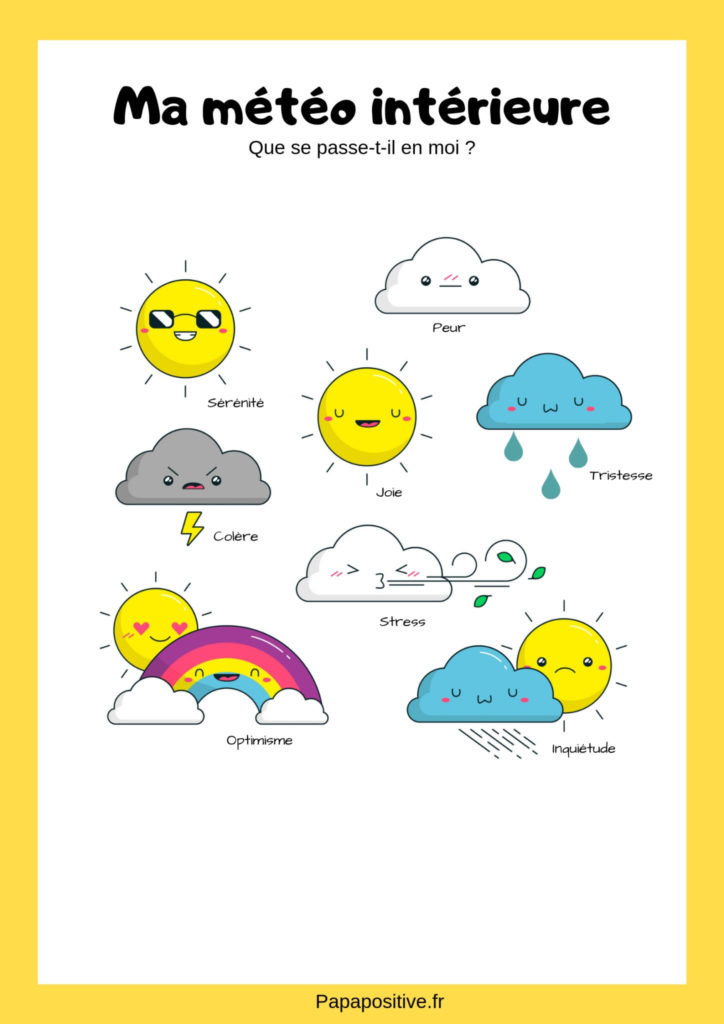 Ma météo intérieure
Que se passe-t-il en moi ?
Peur
Sérénité
Joie
Tristesse
Colère
Stress
Optimisme
Inquiétude
Papapositive.fr